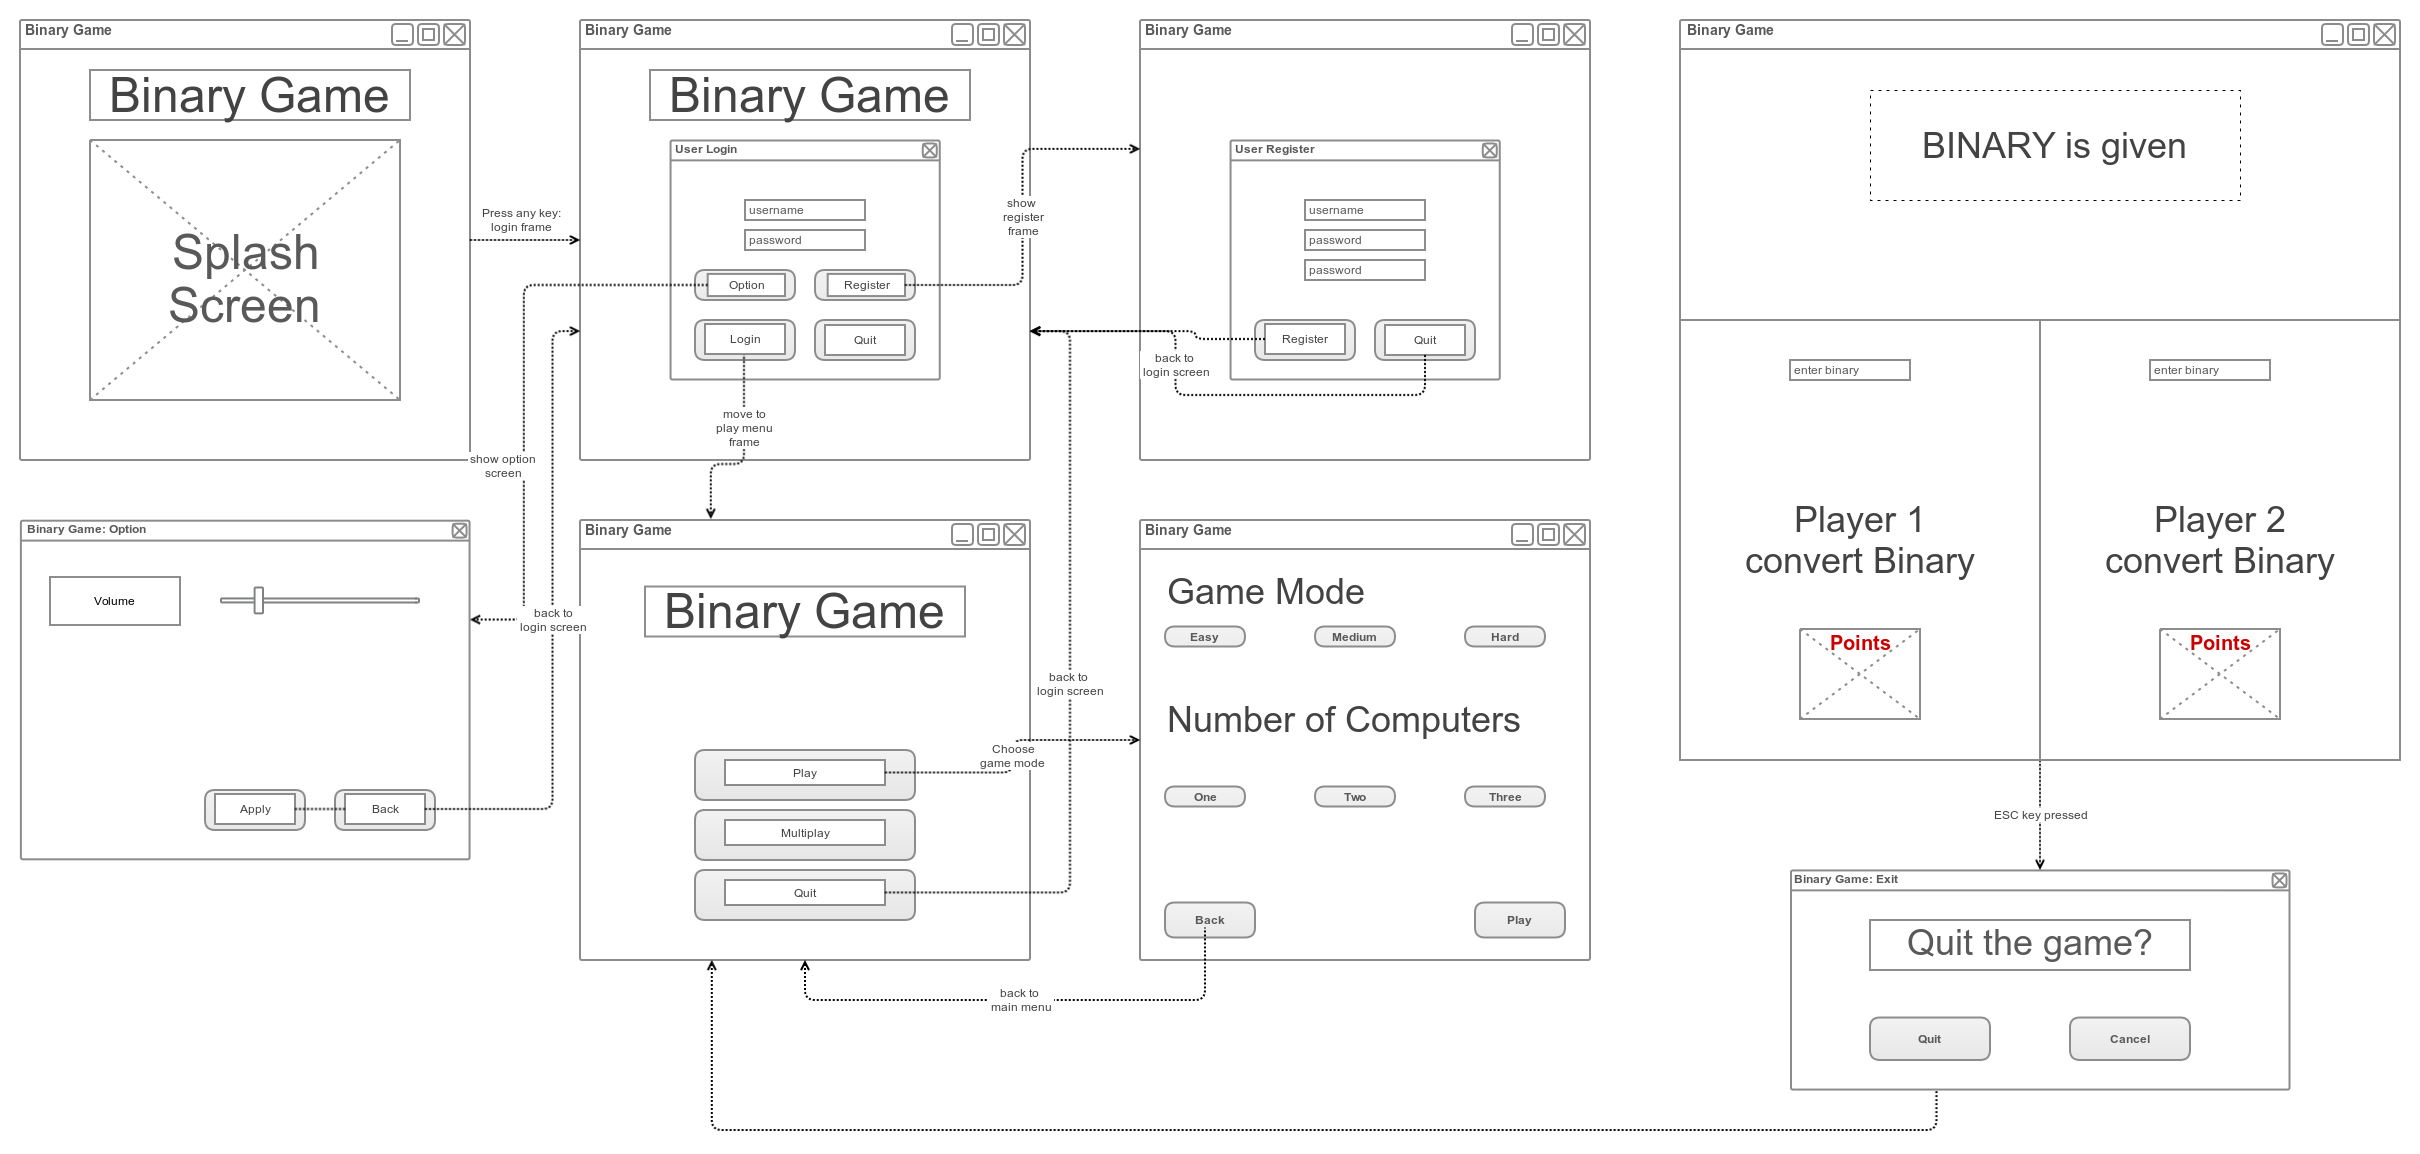 Binary Game
Binary Game
Splash
Screen
Press any key:
login frame
Binary Game
Binary Game
User Login
username
password
Option
Register
Login
Quit
show
register
frame
move to
play menu
frame
Binary Game
User Register
username
password
password
Register
Quit
back to
login screen
Binary Game
BINARY is given
enter binary
enter binary
Player 1
convert Binary
Player 2
convert Binary
Points
Points
ESC key pressed
show option
screen
Binary Game: Option
Volume
Apply
Back
back to
login screen
Binary Game
Binary Game
Play
Multiplay
Quit
Choose
game mode
back to
login screen
Binary Game
Game Mode
Easy
Medium
Hard
Number of Computers
One
Two
Three
Back
Play
back to
main menu
Binary Game: Exit
Quit the game?
Quit
Cancel